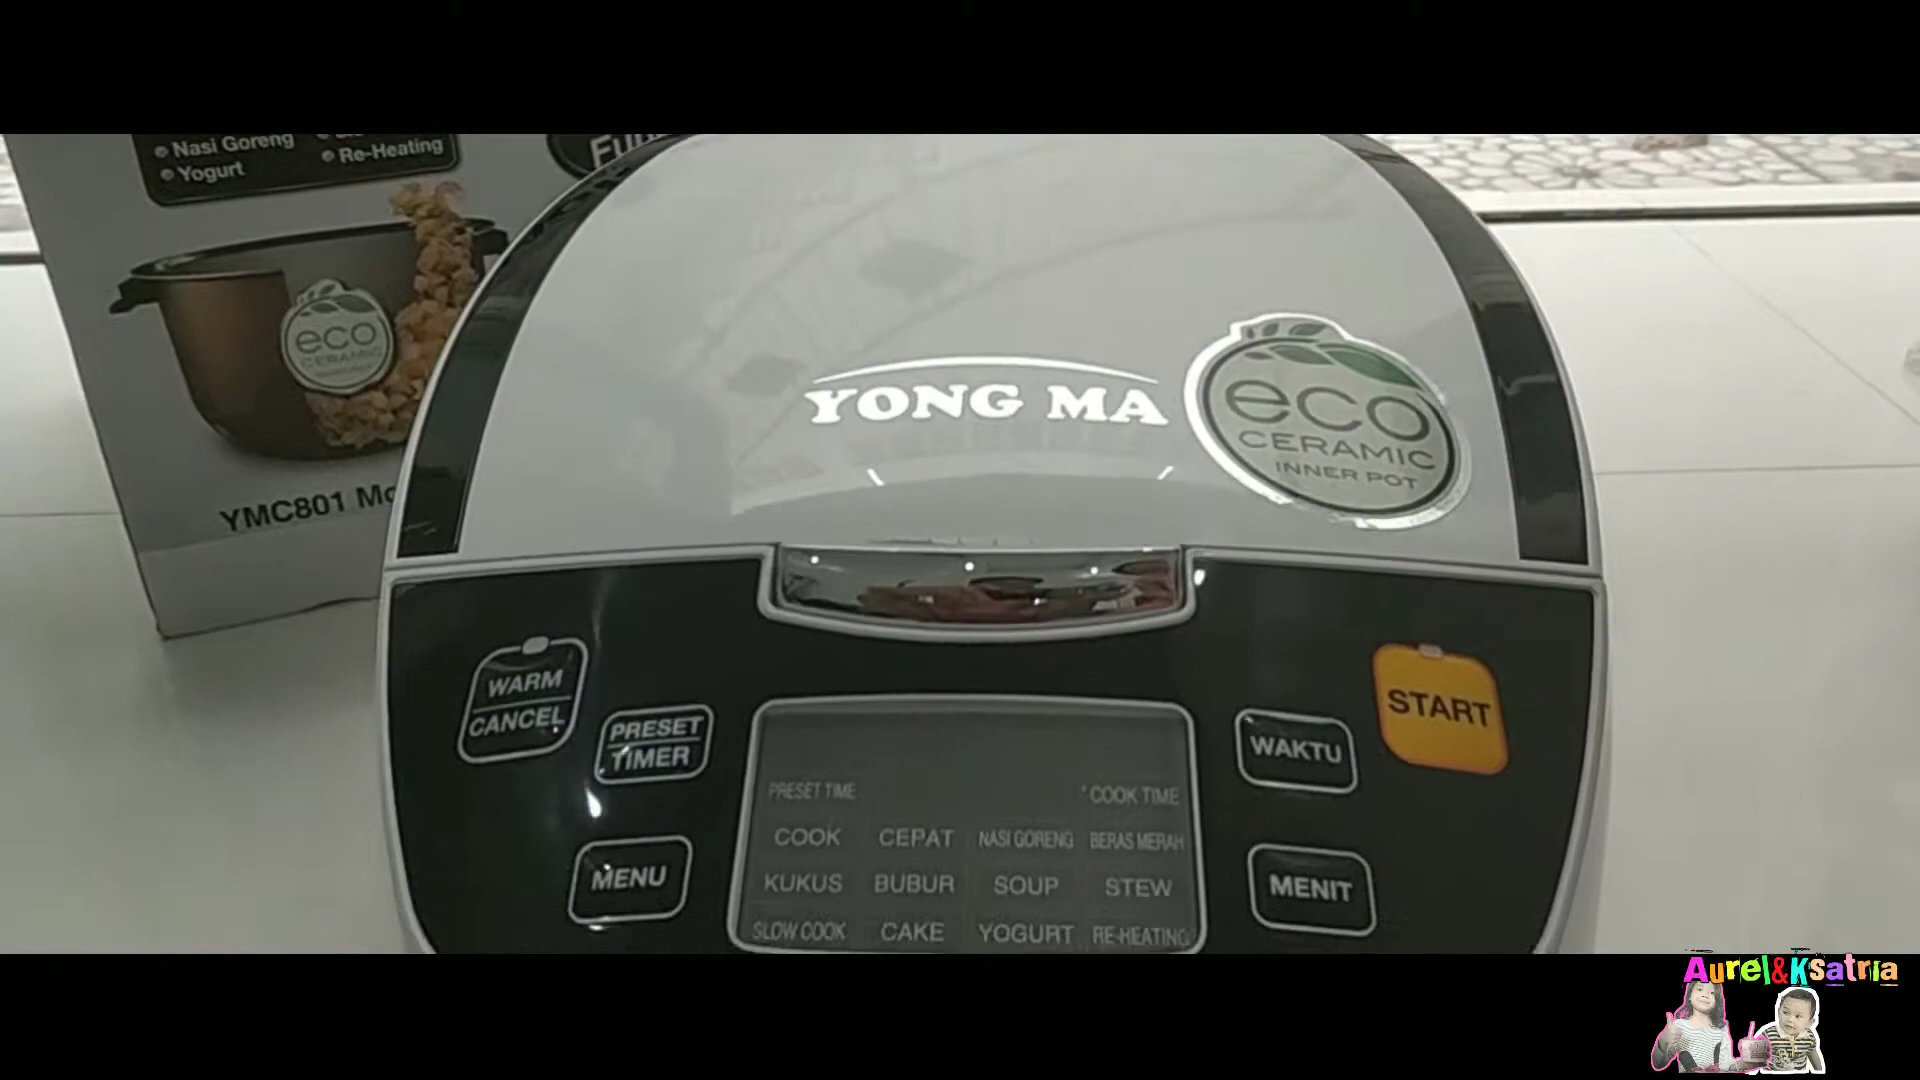 Nasi Goreng
Re-Heating
Yogurt
eco
CERAMIC
YMC801
YONG MA
eco
CERAMIC
INNER POT
WARM
CANCEL
PRESET
TIMER
MENU
PRESET TIME
* COOK TIME
COOK CEPAT NASI GORENG BERAS MERAH
KUKUS BUBUR SOUP STEW
SLOW COOK CAKE YOGURT RE-HEATING
WAKTU
START
MENIT
Aurel&Ksatria